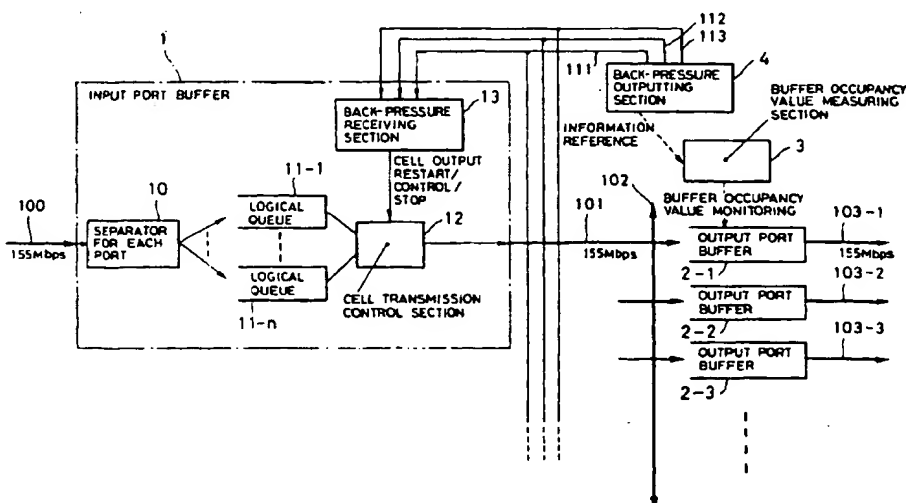 112
113
1
111
4
INPUT PORT BUFFER
13
BACK-PRESSURE
OUTPUTTING
SECTION
BUFFER OCCUPANCY
VALUE MEASURING
SECTION
BACK-PRESSURE
RECEIVING
SECTION
INFORMATION
REFERENCE
3
CELL OUTPUT
RESTART/
CONTROL/
STOP
11-1
10
100
LOGICAL
QUEUE
12
102
BUFFER OCCUPANCY
VALUE MONITORING
101
103-1
SEPARATOR
FOR EACH
PORT
155Mbps
155Mbps
OUTPUT PORT
BUFFER
155Mbps
2-1
103-2
LOGICAL
QUEUE
11-n
CELL TRANSMISSION
CONTROL SECTION
OUTPUT PORT
BUFFER
2-2
103-3
OUTPUT PORT
BUFFER
2-3